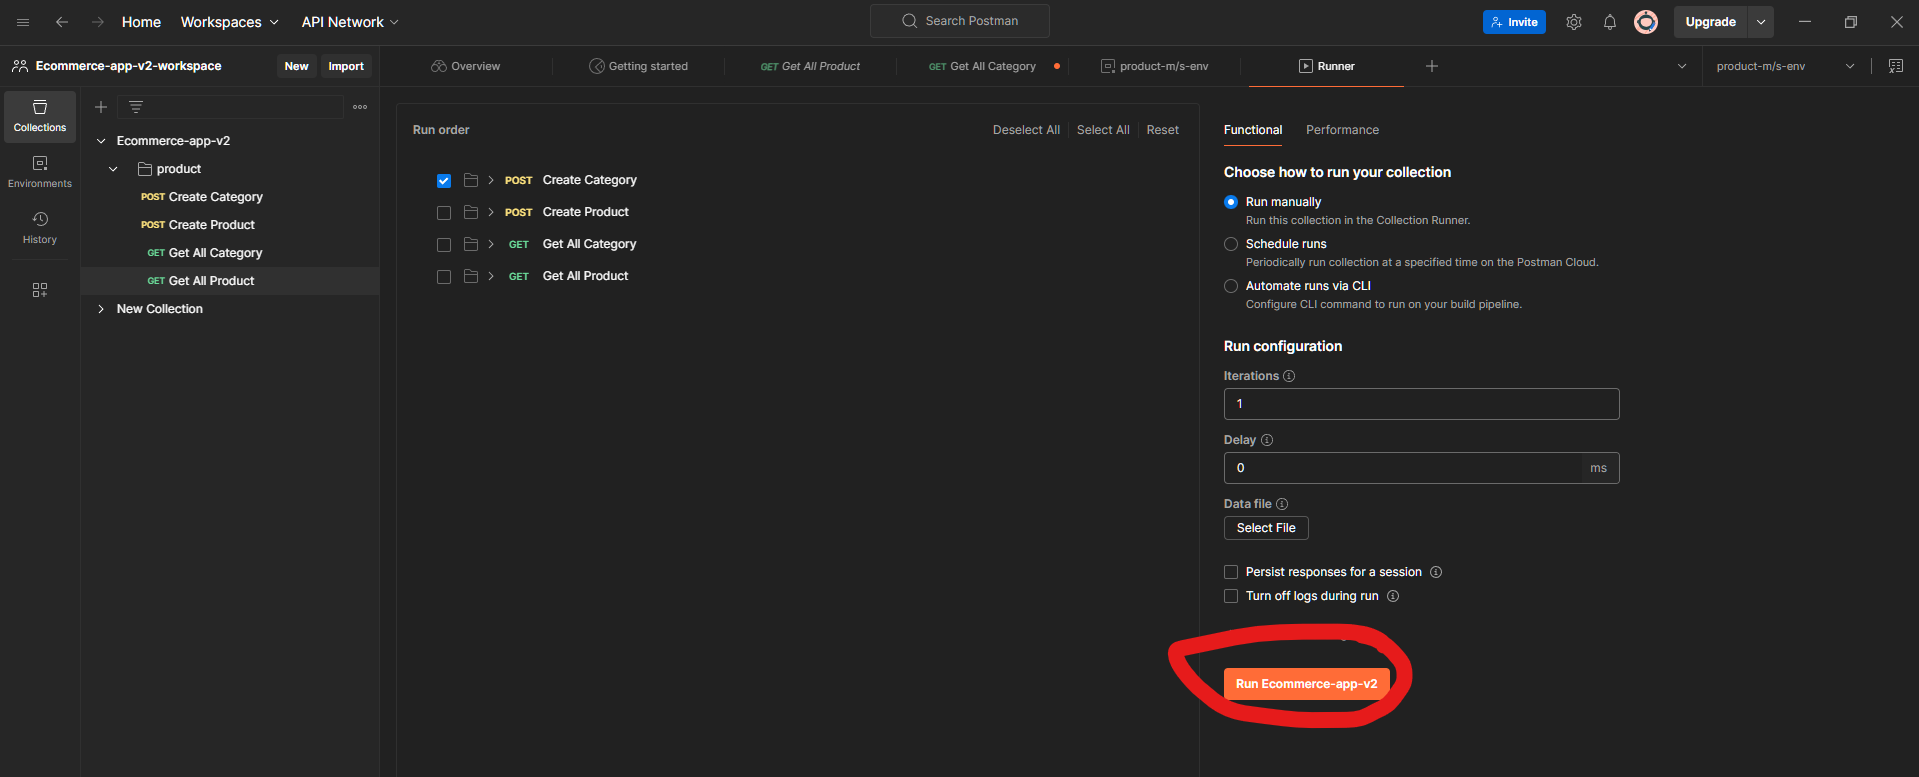 Home Workspaces API Network
Search Postman
Invite
Upgrade
Ecommerce-app-v2-workspace
New Import
Overview
Getting started
GET Get All Product
GET Get All Category
product-m/s-env
Runner
product-m/s-env
Collections
Environments
History
Ecommerce-app-v2
product
POST Create Category
POST Create Product
GET Get All Category
GET Get All Product
New Collection
Run order
Deselect All Select All Reset
POST Create Category
POST Create Product
GET Get All Category
GET Get All Product
Functional Performance
Choose how to run your collection
Run manually
Run this collection in the Collection Runner.
Schedule runs
Periodically run collection at a specified time on the Postman Cloud.
Automate runs via CLI
Configure CLI command to run on your build pipeline.
Run configuration
Iterations
1
Delay
0 ms
Data file
Select File
Persist responses for a session
Turn off logs during run
Run Ecommerce-app-v2